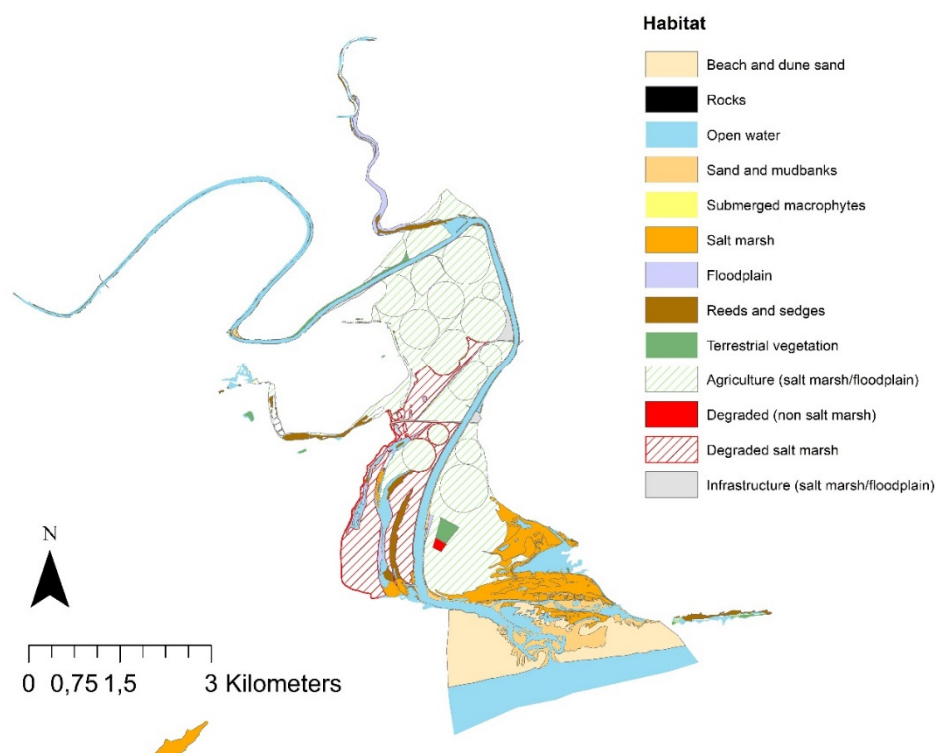 Habitat
Beach and dune sand
Rocks
Open water
Sand and mudbanks
Submerged macrophytes
Salt marsh
Floodplain
Reeds and sedges
Terrestrial vegetation
Agriculture (salt marsh/floodplain)
Degraded (non salt marsh)
Degraded salt marsh
Infrastructure (salt marsh/floodplain)
N
0 0,75 1,5 3 Kilometers